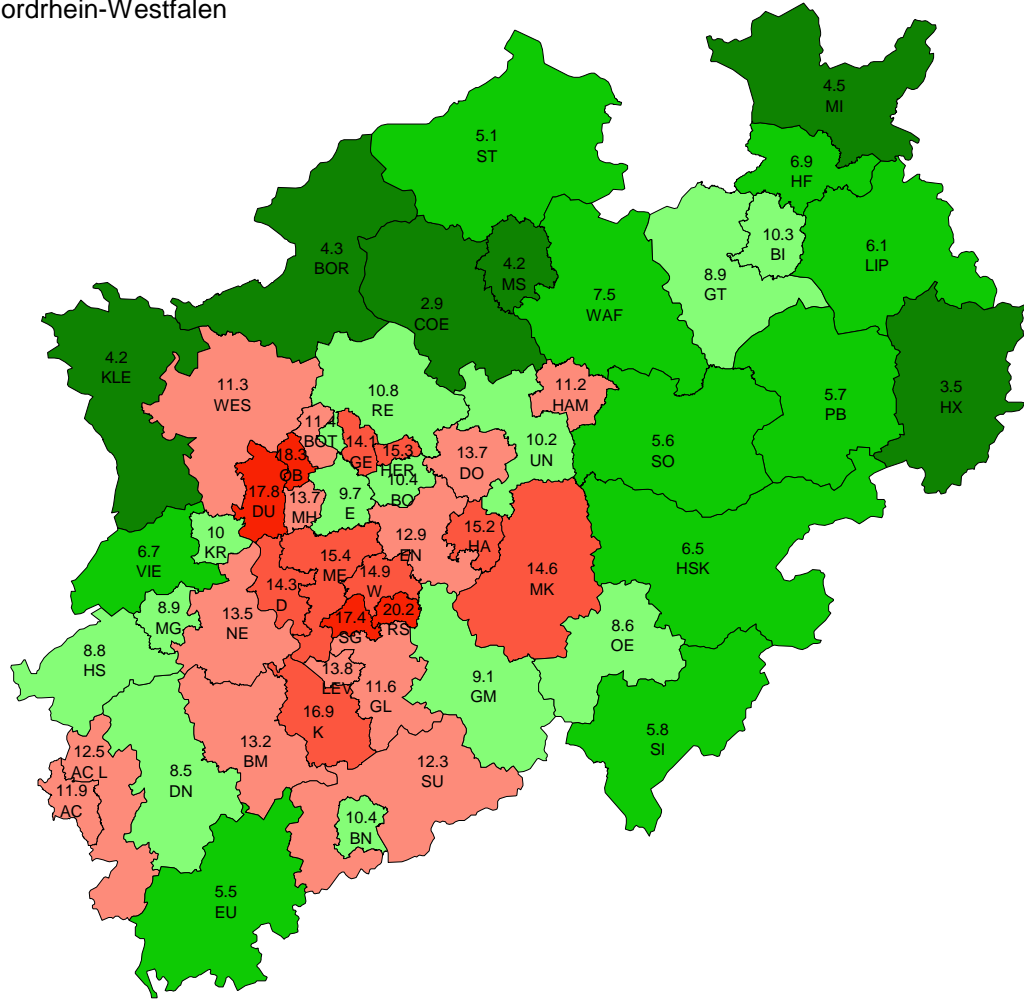 ordrhein-Westfalen
4.5
MI
5.1
ST
6.9
HF
10.3
BI
6.1
LIP
4.3
BOR
4.2
MS
8.9
GT
2.9
COE
7.5
WAF
4.2
KLE
11.3
WES
10.8
RE
11.2
HAM
5.7
PB
3.5
HX
11.4
BOT
14.1
GE
15.3
HER
13.7
DO
10.2
UN
5.6
SO
18.3
OB
17.8
DU
13.7
MH
9.7
E
10.4
BO
10
KR
12.9
EN
15.2
HA
6.7
VIE
15.4
ME
14.9
W
14.6
MK
6.5
HSK
14.3
D
8.9
MG
13.5
NE
17.4
SG
20.2
RS
8.6
OE
8.8
HS
13.8
LEV
11.6
GL
9.1
GM
16.9
K
5.8
SI
13.2
BM
12.3
SU
12.5
AC L
11.9
AC
8.5
DN
10.4
BN
5.5
EU